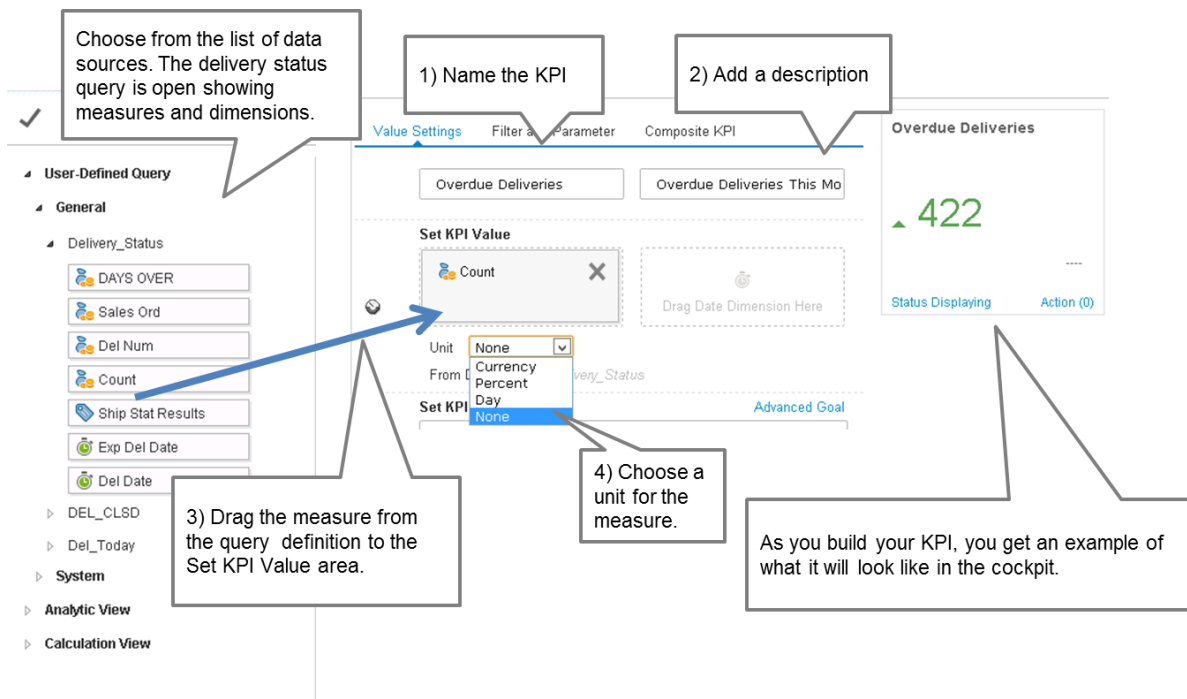 Choose from the list of data
sources. The delivery status
query is open showing
measures and dimensions.
1) Name the KPI
2) Add a description
Value Settings
Filter a Parameter
Composite KPI
Overdue Deliveries
User-Defined Query
General
Delivery_Status
DAYS OVER
Sales Ord
Del Num
Count
Ship Stat Results
Exp Del Date
Del Date
DEL_CLSD
Del_Today
System
Analytic View
Calculation View
Overdue Deliveries
Overdue Deliveries This Mo
Set KPI Value
Count
Drag Date Dimension Here
Unit None
Currency
Percent
Day
None
From D very_Status
Set KPI
Advanced Goal
422
----
Status Displaying
Action (0)
3) Drag the measure from
the query definition to the
Set KPI Value area.
4) Choose a
unit for the
measure.
As you build your KPI, you get an example of
what it will look like in the cockpit.